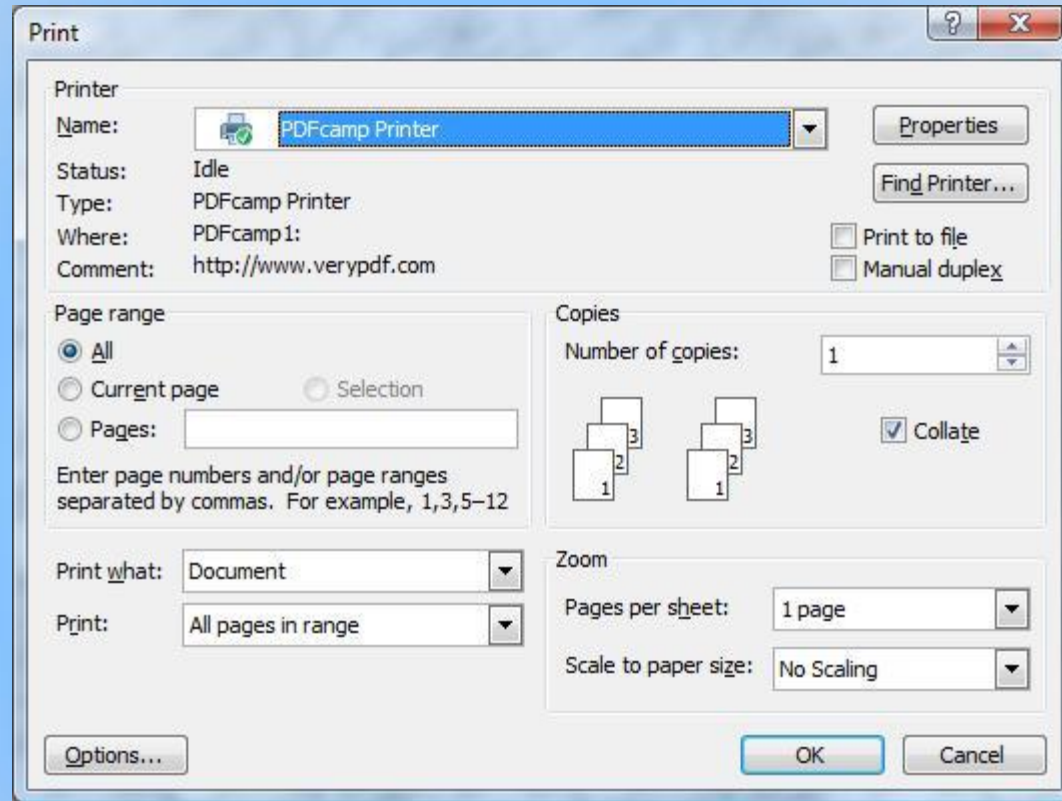 Print
Printer
Name: PDFcamp Printer Properties
Status: Idle
Find Printer...
Type: PDFcamp Printer
Where: PDFcamp1:
Print to file
Comment: http://www.verypdf.com
Manual duplex
Page range
All
Current page Selection
Pages:
Enter page numbers and/or page ranges
separated by commas. For example, 1,3,5–12
Copies
Number of copies: 1
3 3
2 2
1 1
Collate
Print what: Document
Print: All pages in range
Zoom
Pages per sheet: 1 page
Scale to paper size: No Scaling
Options... OK Cancel